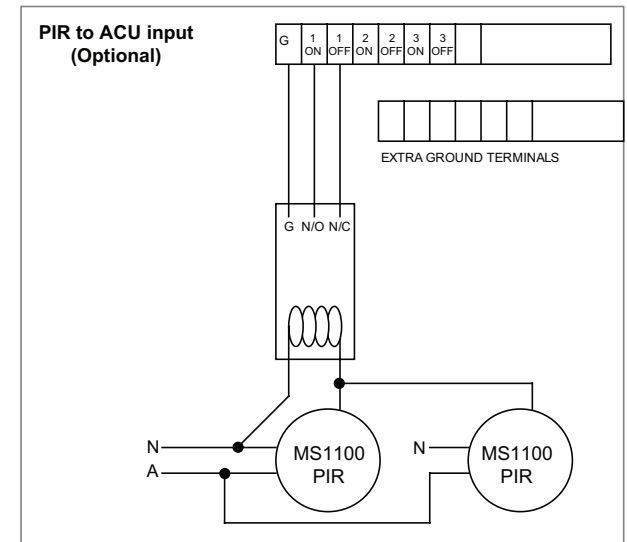 PIR to ACU input
(Optional)
G 1 1 2 2 3 3
ON OFF ON OFF ON OFF
EXTRA GROUND TERMINALS
G N/O N/C
N
A
MS1100
PIR
N
MS1100
PIR